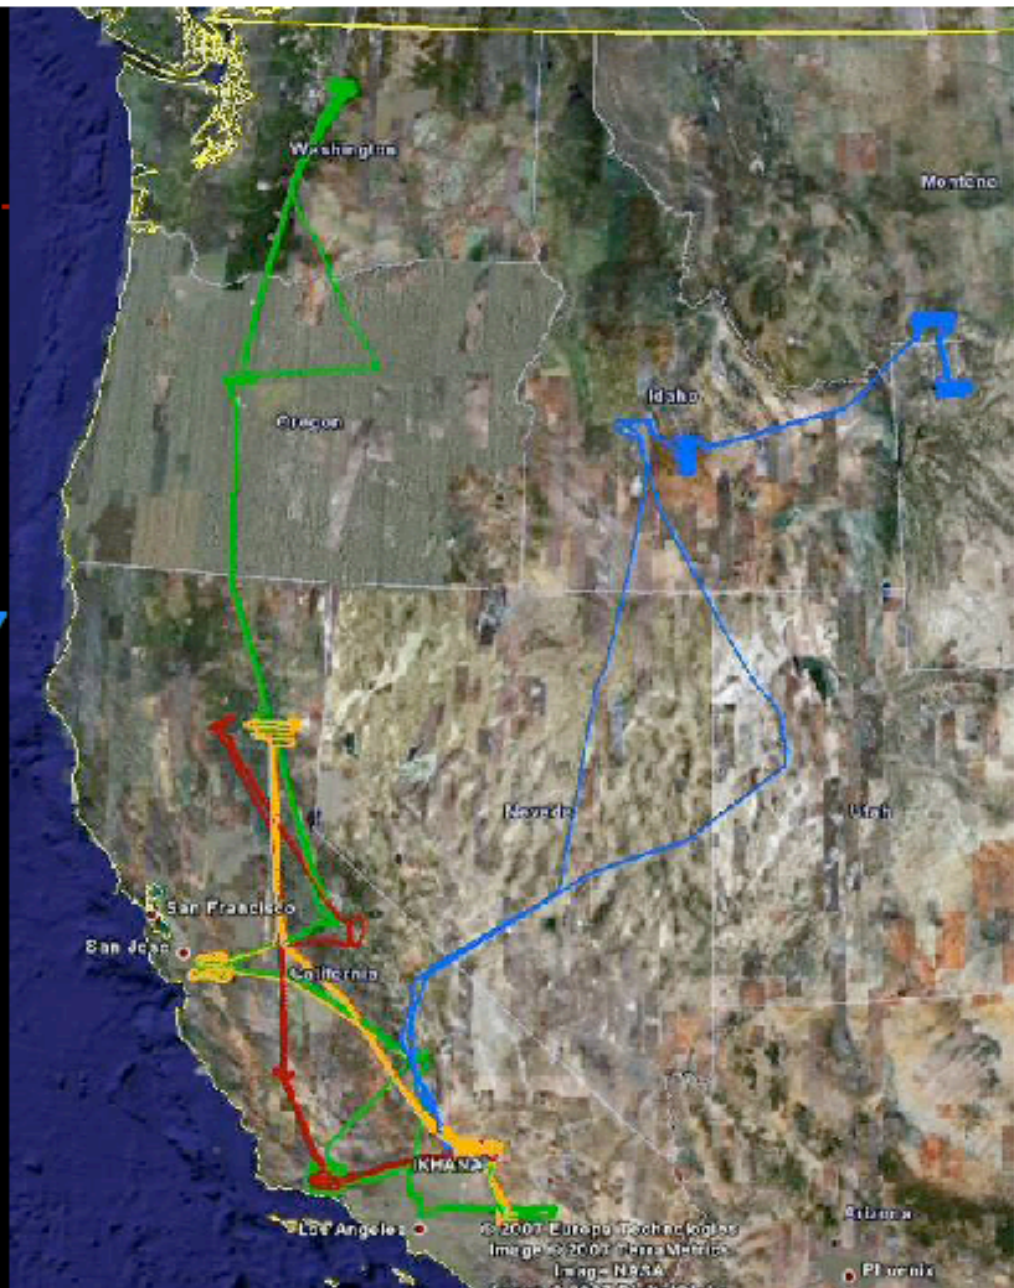 Washington
Montana
Idaho
Oregon
Nevada
Utah
San Francisco
San Jose
California
IKHANA
Los Angeles
© 2007 Europa Technologies
Image © 2007 TerraMetrics
Image NASA
Arizona
Phoenix